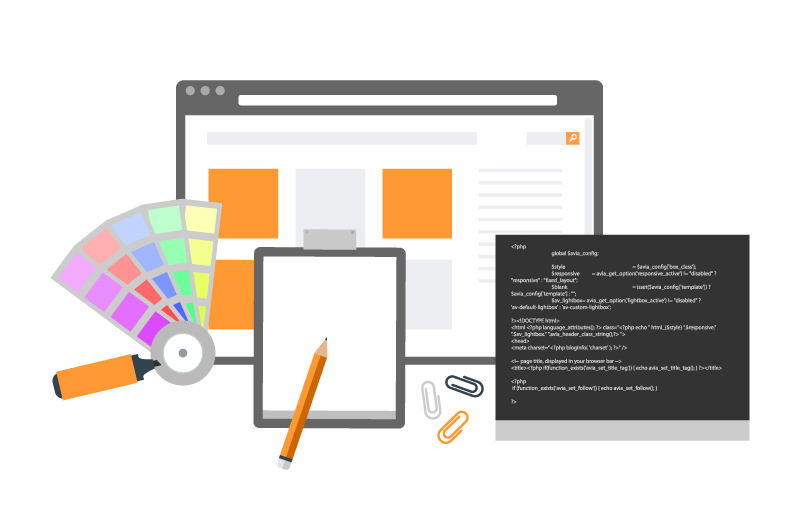 <?php
global $avia_config;
$style = $avia_config['box_class'];
$responsive = avia_get_option('responsive_active') != "disabled" ?
"responsive" : "fixed_layout";
$blank = isset($avia_config['template']) ?
$avia_config['template'] : "";
$av_lightbox= avia_get_option('lightbox_active') != "disabled" ?
'av-default-lightbox' : 'av-custom-lightbox';
?><!DOCTYPE html>
<html <?php language_attributes(); ?> class="<?php echo " html_{$style} ".$responsive."
".$av_lightbox." ".avia_header_class_string();?> ">
<head>
<meta charset="<?php bloginfo( 'charset' ); ?>" />
<!-- page title, displayed in your browser bar -->
<title><?php if(function_exists('avia_set_title_tag')) { echo avia_set_title_tag(); } ?></title>
<?php
if (function_exists('avia_set_follow')) { echo avia_set_follow(); }
?>